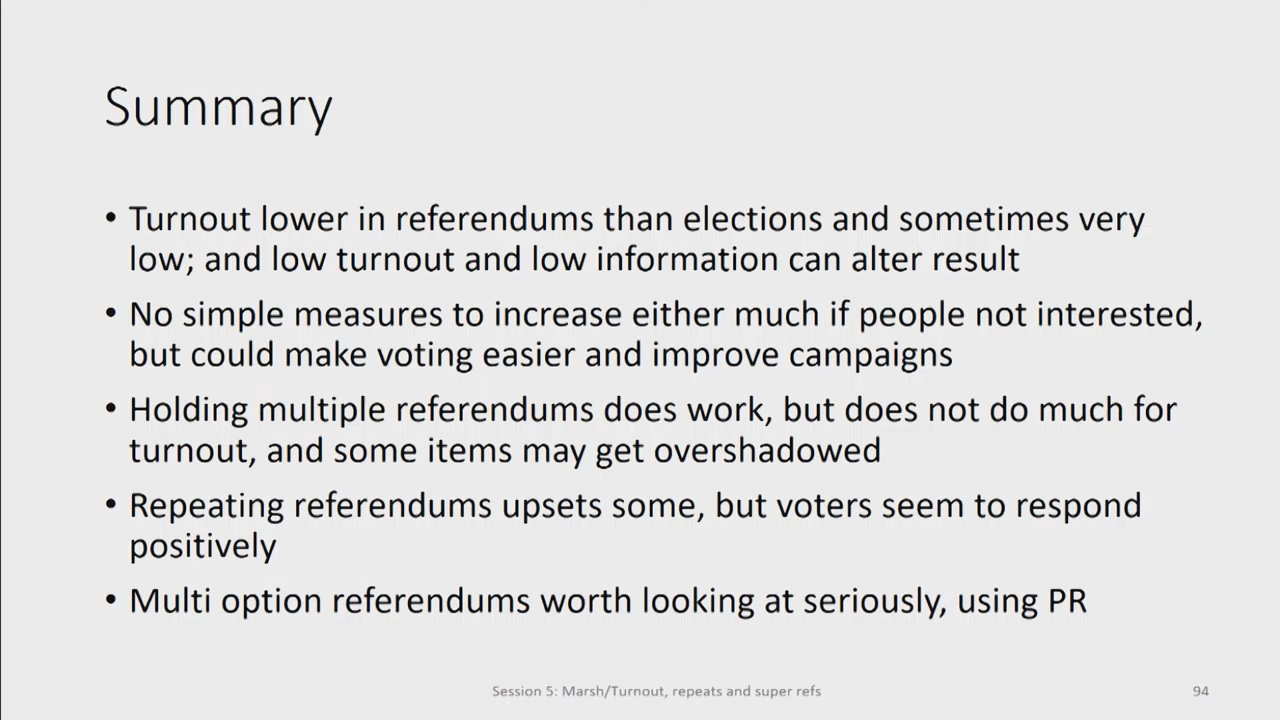 Summary
• Turnout lower in referendums than elections and sometimes very
low; and low turnout and low information can alter result
• No simple measures to increase either much if people not interested,
but could make voting easier and improve campaigns
• Holding multiple referendums does work, but does not do much for
turnout, and some items may get overshadowed
• Repeating referendums upsets some, but voters seem to respond
positively
• Multi option referendums worth looking at seriously, using PR
Session 5: Marsh/Turnout, repeats and super refs
94